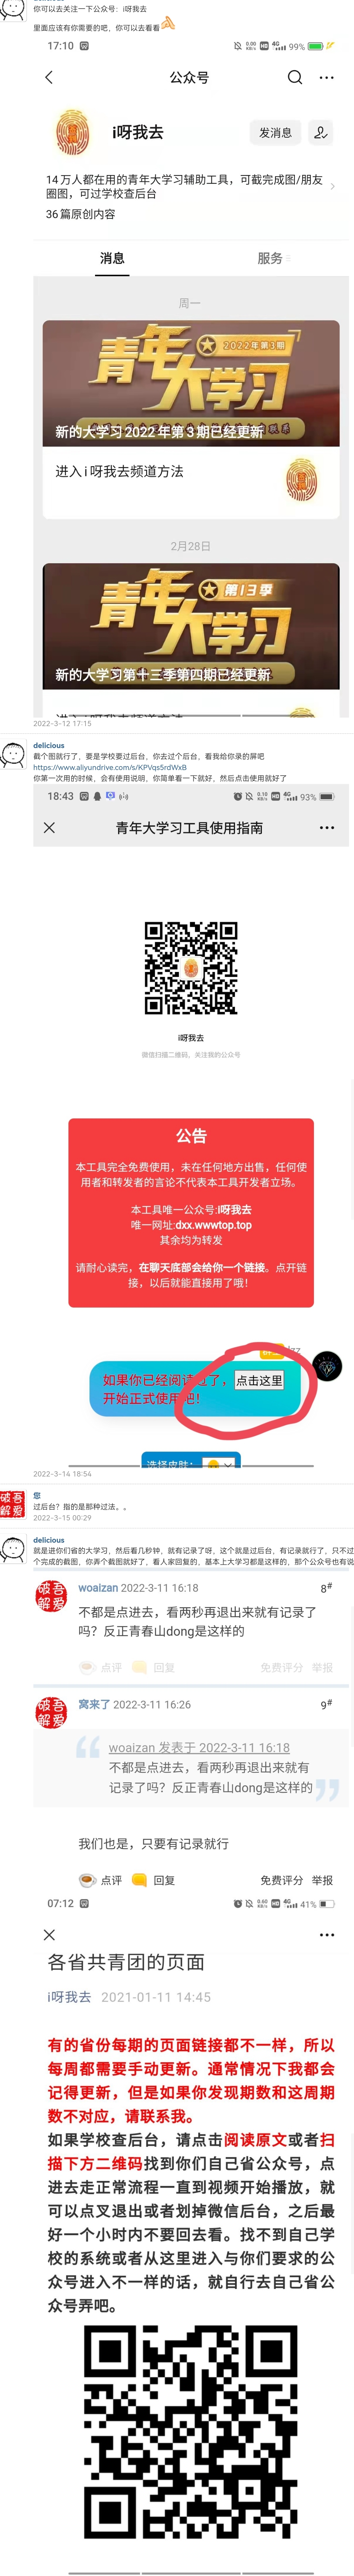 delicious
你可以去关注一下公众号：i呀我去
里面应该有你需要的吧，你可以去看看
17:10
4G 99%
公众号
i呀我去
发消息
14 万人都在用的青年大学习辅助工具，可截完成图/朋友
圈图，可过学校查后台
36 篇原创内容
消息
服务
周一
2022年第3期
青年大学习
新的大学习2022年第3期已经更新
进入i呀我去频道方法
2月28日
第13季
青年大学习
新的大学习第十三季第四期已经更新
2022-3-12 17:15
delicious
截个图就行了，要是学校要过后台，你去过个后台，看我给你录的屏吧
https://www.aliyundrive.com/s/KPVqs5rdWxB
你第一次用的时候，会有使用说明，你简单看一下就好，然后点击使用就好了
18:43
4G 93%
青年大学习工具使用指南
i呀我去
微信扫描二维码，关注我的公众号
公告
本工具完全免费使用，未在任何地方出售，任何使
用者和转发者的言论不代表本工具开发者立场。
本工具唯一公众号:i呀我去
唯一网址:dxx.wwwtop.top
其余均为转发
请耐心读完，在聊天底部会给你一个链接。点开链
接，以后就能直接用了哦！
如果你已经阅读过了，点击这里
开始正式使用吧！
选择皮肤：
2022-3-14 18:54
您
过后台？指的是那种过法。。
2022-3-15 00:29
delicious
就是进你们省的大学习，然后看几秒钟，就有记录了呀，这个就是过后台，有记录就行了，只不过
个完成的截图，你弄个截图就好了，看人家回复的，基本上大学习都是这样的，那个公众号也有说
吾爱破解
woaizan 2022-3-11 16:18
8#
不都是点进去，看两秒再退出来就有记录了
吗？反正青春山dong是这样的
点评 回复 免费评分 举报
吾爱破解
窝来了 2022-3-11 16:26
9#
woaizan 发表于 2022-3-11 16:18
不都是点进去，看两秒再退出来就有
记录了吗？反正青春山dong是这样的
我们也是，只要有记录就行
点评 回复 免费评分 举报
07:12
4G 41%
各省共青团的页面
i呀我去 2021-01-11 14:45
有的省份每期的页面链接都不一样，所以
每周都需要手动更新。通常情况下我都会
记得更新，但是如果你发现期数和这周期
数不对应，请联系我。
如果学校查后台，请点击阅读原文或者扫
描下方二维码找到你们自己省公众号，点
进去走正常流程一直到视频开始播放，就
可以点叉退出或者划掉微信后台，之后最
好一个小时内不要回去看。找不到自己学
校的系统或者从这里进入与你们要求的公
众号进入不一样的话，就自行去自己省公
众号弄吧。